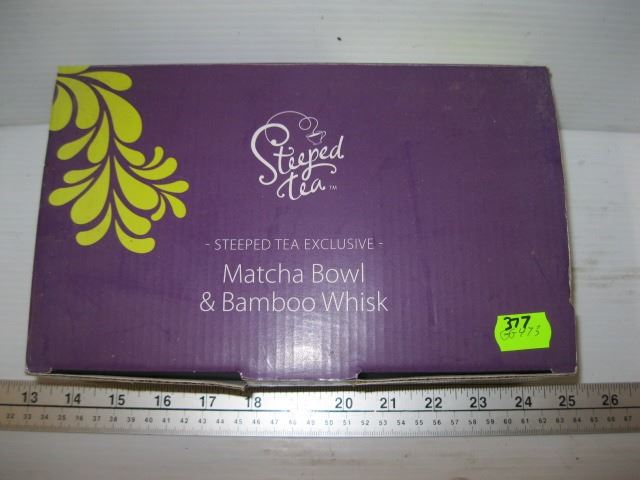 Steeped
tea™
- STEEPED TEA EXCLUSIVE -
Matcha Bowl
& Bamboo Whisk
377
13 14 15 16 17 18 20 21 22 23 24 25 26